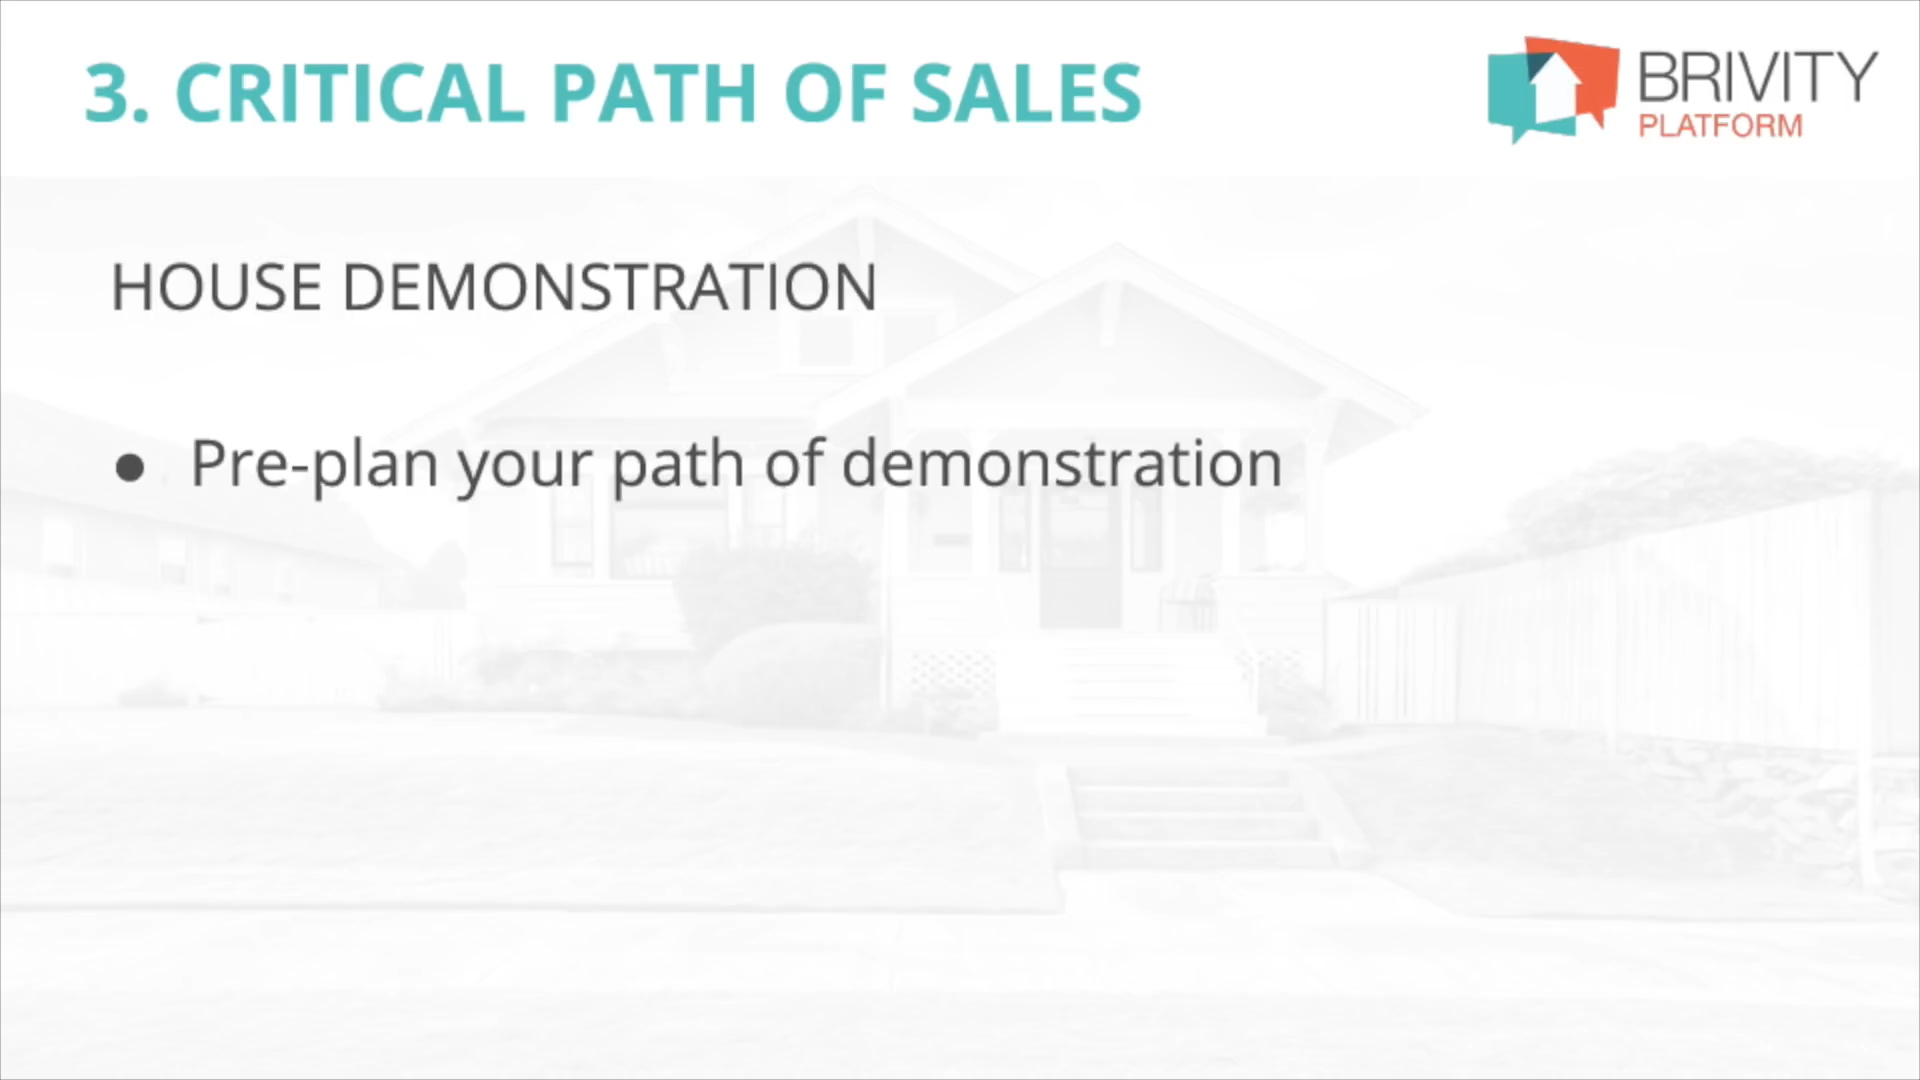 3. CRITICAL PATH OF SALES
BRIVITY
PLATFORM
HOUSE DEMONSTRATION
● Pre-plan your path of demonstration